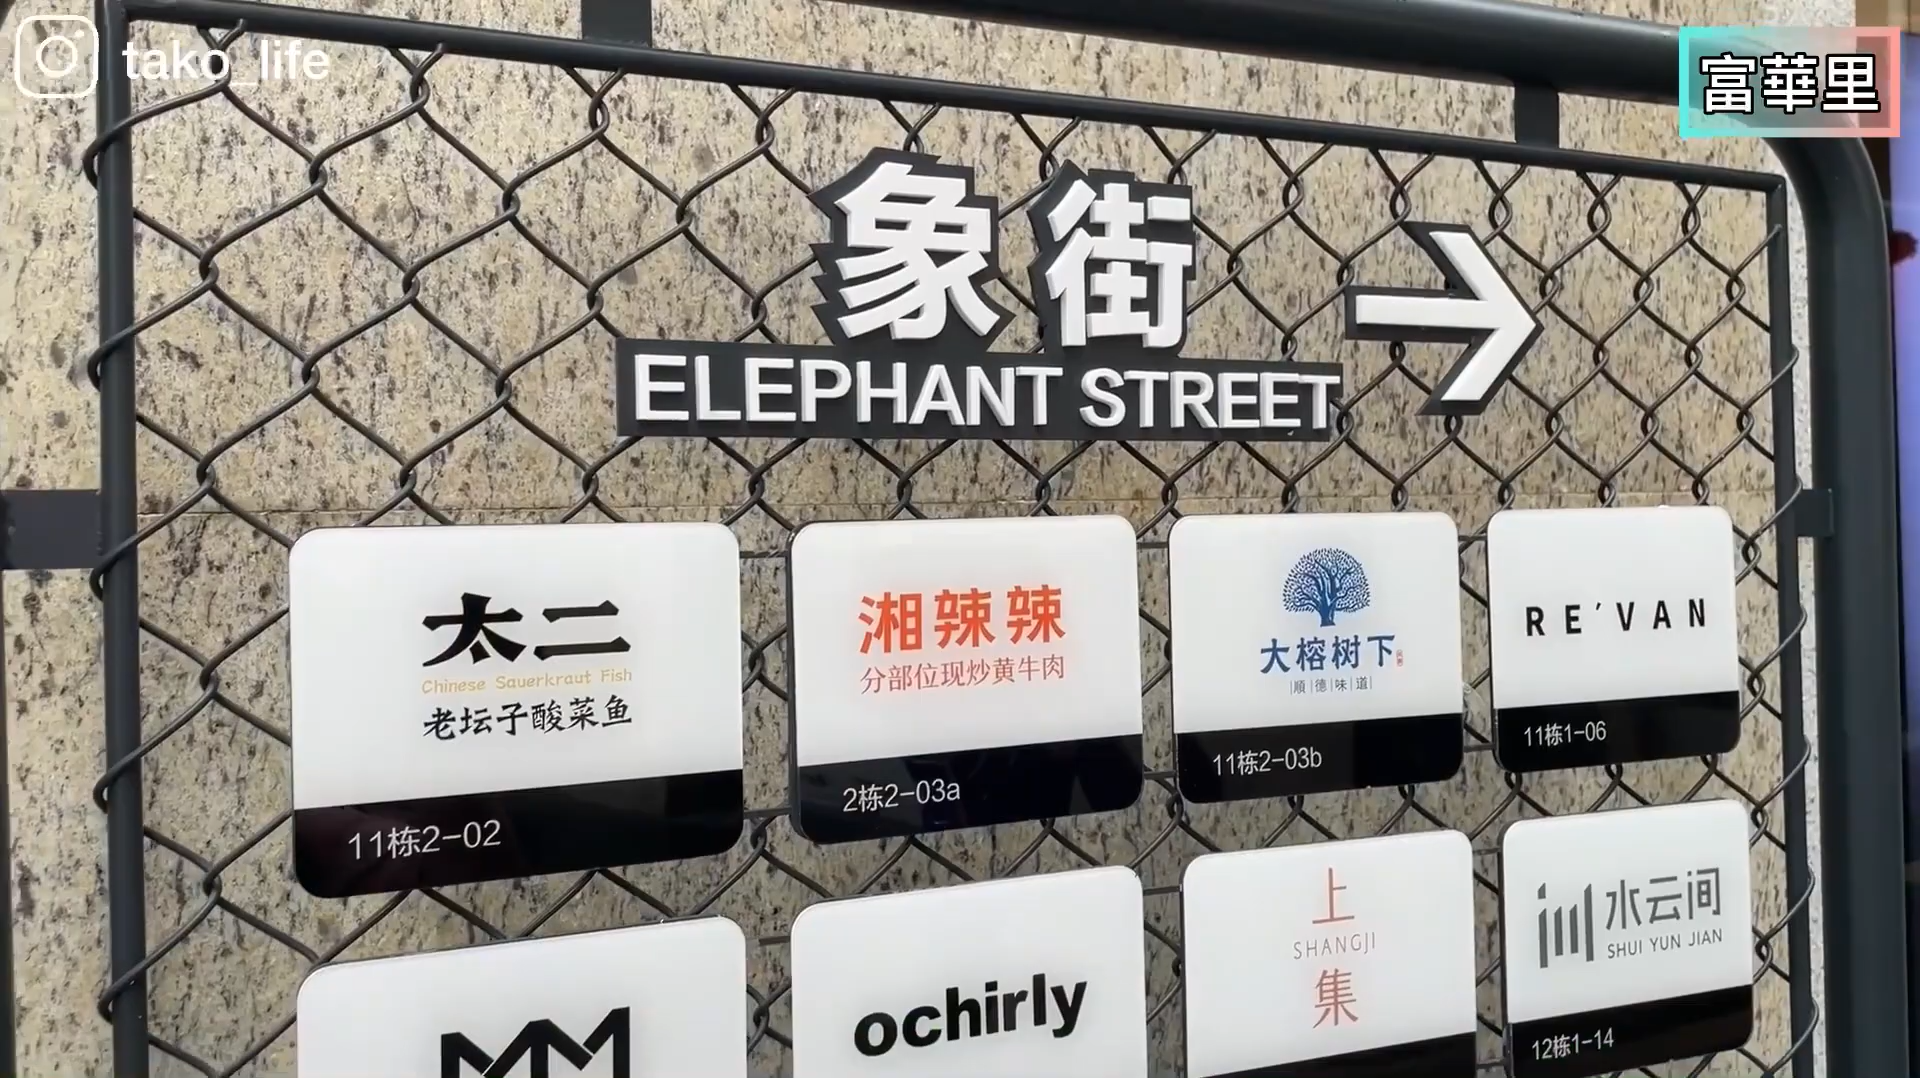 tako_life
富華里
象街
ELEPHANT STREET
太二
Chinese Sauerkraut Fish
老坛子酸菜鱼
11栋2-02
湘辣辣
分部位现炒黄牛肉
2栋2-03a
大榕树下
順德味道
11栋2-03b
RE'VAN
11栋1-06
ochirly
上
SHANGJI
集
水云间
SHUI YUN JIAN
12栋1-14